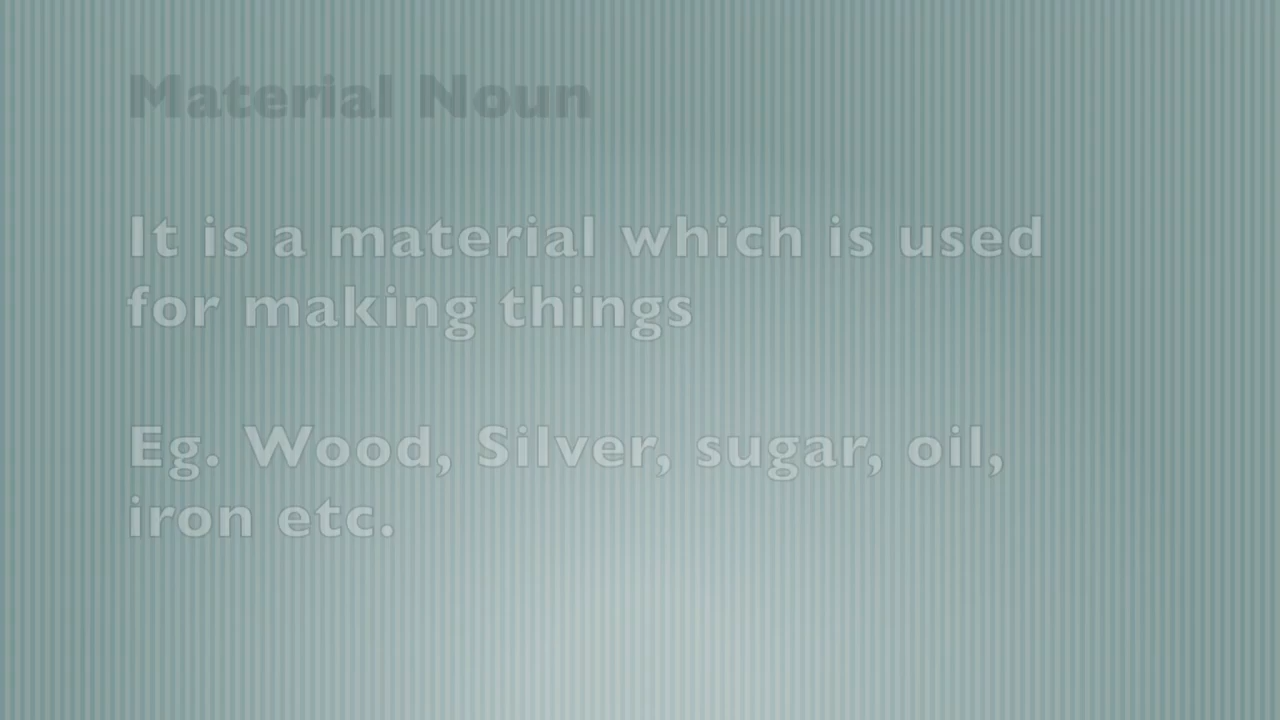 Material Noun
It is a material which is used
for making things
Eg. Wood, Silver, sugar, oil,
iron etc.